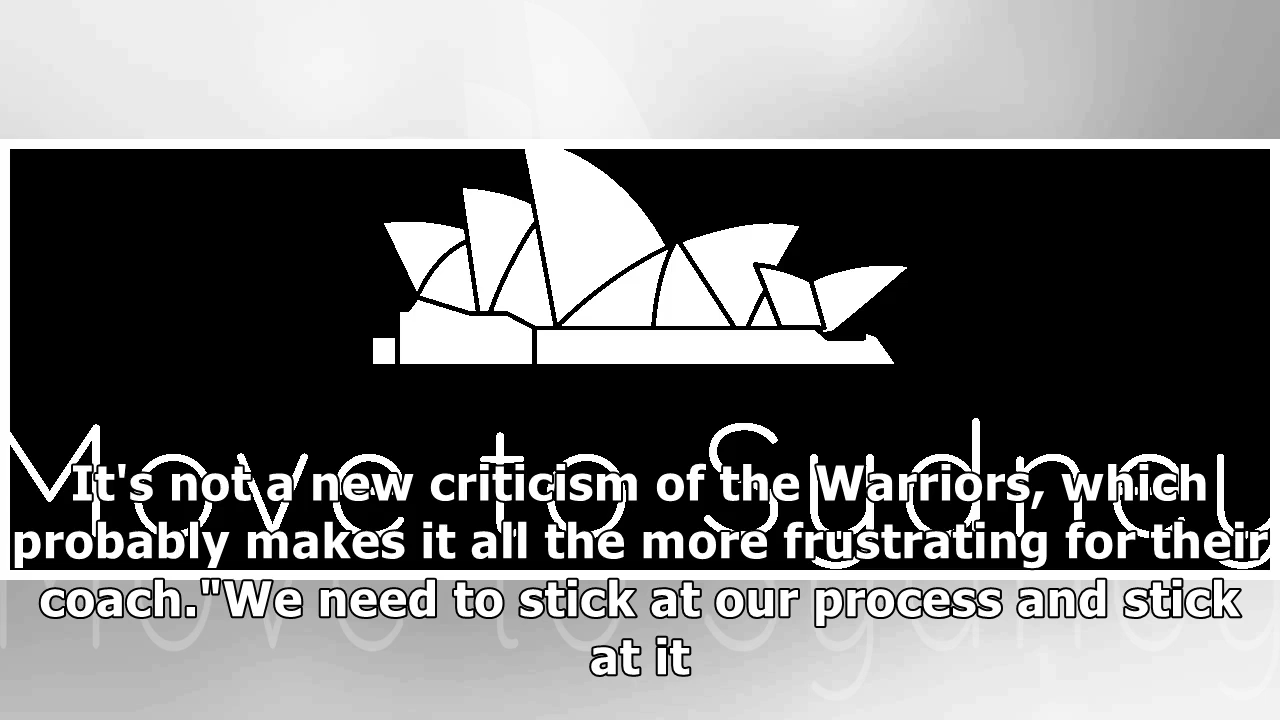 Move to Sydney
It's not a new criticism of the Warriors, which
probably makes it all the more frustrating for their
coach."We need to stick at our process and stick
at it